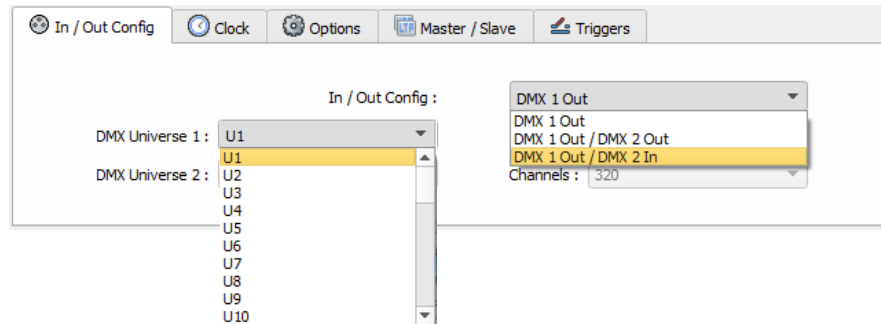 In / Out Config Clock Options LTP Master / Slave Triggers
In / Out Config : DMX 1 Out
DMX 1 Out
DMX 1 Out / DMX 2 Out
DMX 1 Out / DMX 2 In
DMX Universe 1 : U1
DMX Universe 2 :
U1
U2
U3
U4
U5
U6
U7
U8
U9
U10
Channels : 320